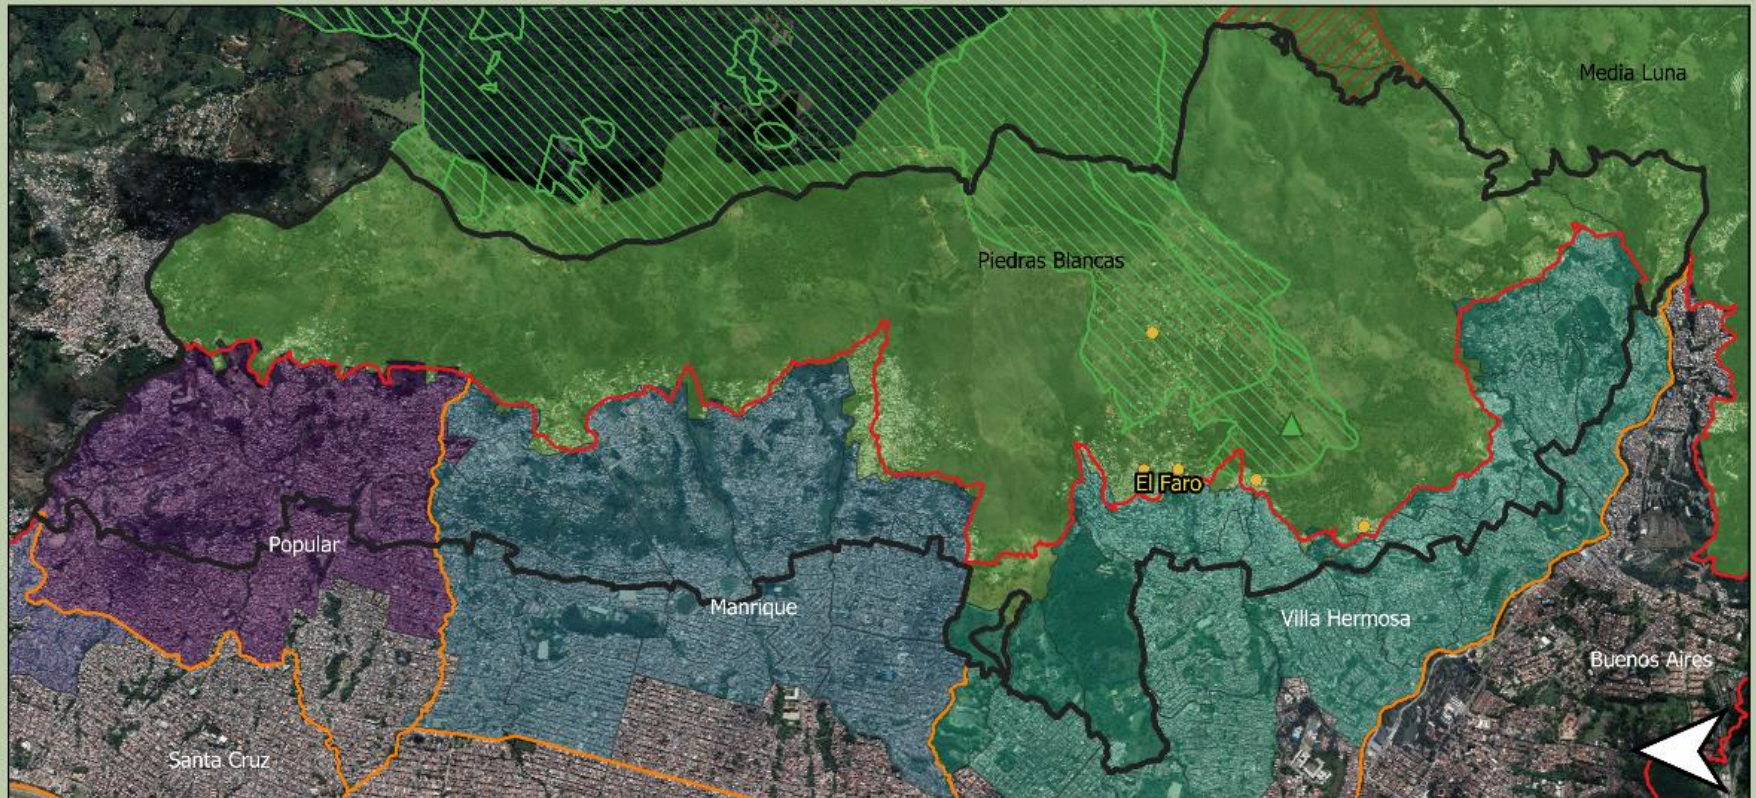 Media Luna
Piedras Blancas
El Faro
Popular
Manrique
Villa Hermosa
Buenos Aires
Santa Cruz